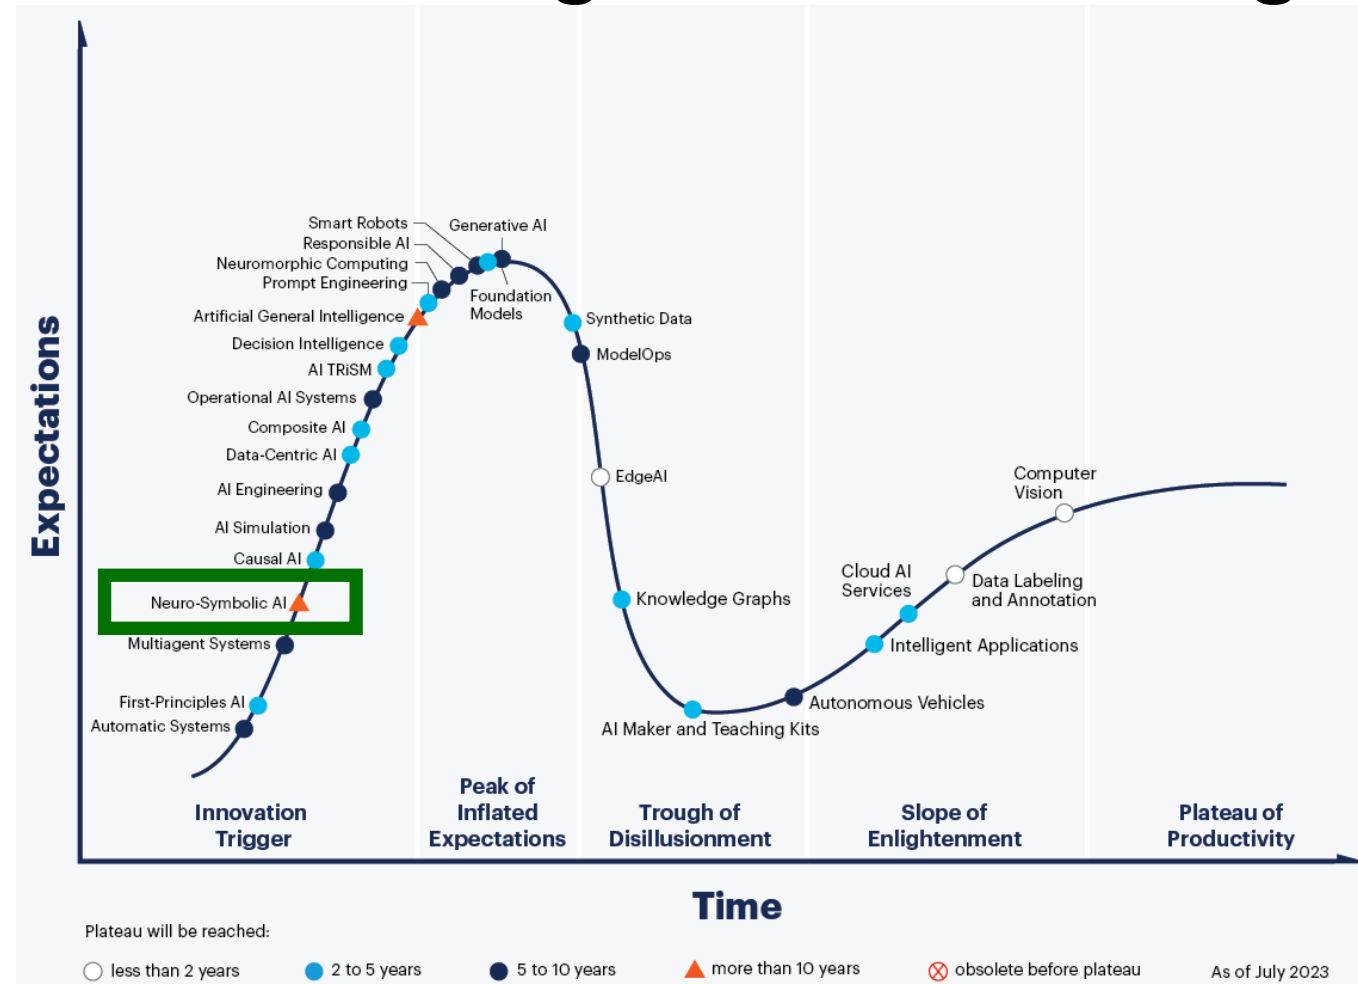 Smart Robots
Generative AI
Responsible AI
Neuromorphic Computing
Prompt Engineering
Foundation
Models
Artificial General Intelligence
Synthetic Data
Decision Intelligence
ModelOps
AI TRiSM
Operational AI Systems
Composite AI
Data-Centric AI
EdgeAI
AI Engineering
Computer
Vision
AI Simulation
Causal AI
Cloud AI
Services
Data Labeling
and Annotation
Neuro-Symbolic AI
Knowledge Graphs
Multiagent Systems
Intelligent Applications
First-Principles AI
Autonomous Vehicles
Automatic Systems
AI Maker and Teaching Kits
Expectations
Innovation
Trigger
Peak of
Inflated
Expectations
Trough of
Disillusionment
Slope of
Enlightenment
Plateau of
Productivity
Time
Plateau will be reached:
less than 2 years
2 to 5 years
5 to 10 years
more than 10 years
obsolete before plateau
As of July 2023